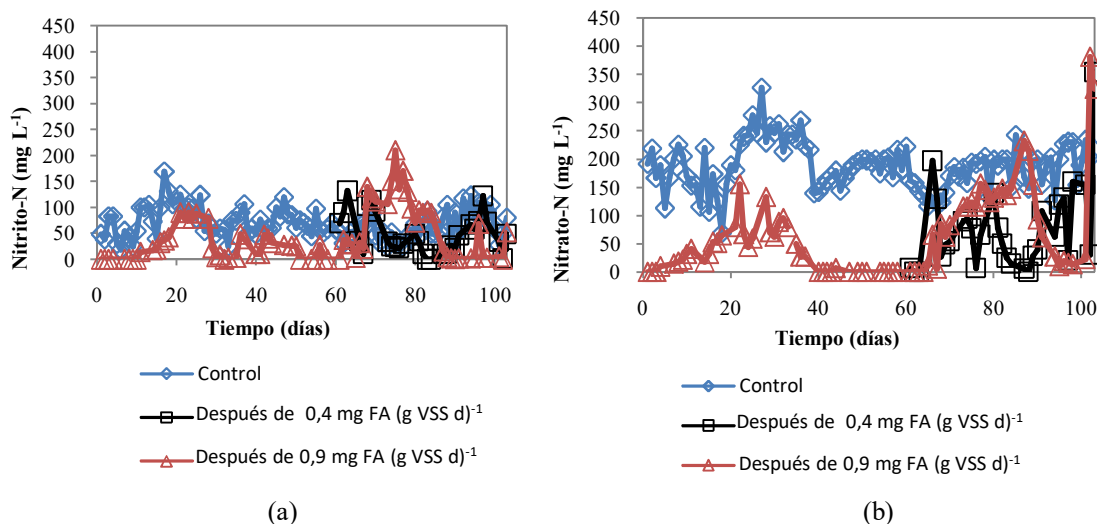 450
400
350
300
250
200
150
100
50
0
Nitrito-N (mg L⁻¹)
0 20 40 60 80 100
Tiempo (días)
Control
Después de 0,4 mg FA (g VSS d)⁻¹
Después de 0,9 mg FA (g VSS d)⁻¹
(a)
450
400
350
300
250
200
150
100
50
0
Nitrato-N (mg L⁻¹)
0 20 40 60 80 100
Tiempo (días)
Control
Después de 0,4 mg FA (g VSS d)⁻¹
Después de 0,9 mg FA (g VSS d)⁻¹
(b)